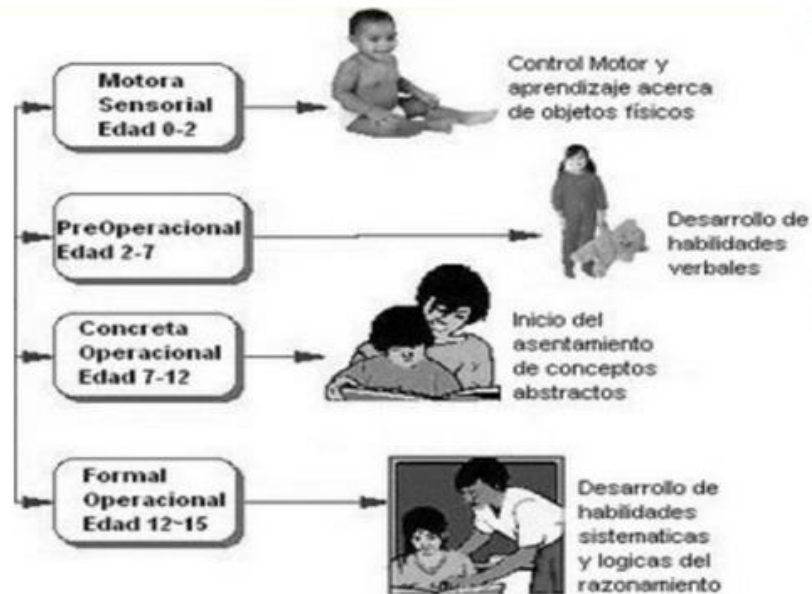 Motora
Sensorial
Edad 0-2
Control Motor y
aprendizaje acerca
de objetos físicos
PreOperacional
Edad 2-7
Desarrollo de
habilidades
verbales
Concreta
Operacional
Edad 7-12
Inicio del
asentamiento
de conceptos
abstractos
Formal
Operacional
Edad 12~15
Desarrollo de
habilidades
sistematicas
y logicas del
razonamiento